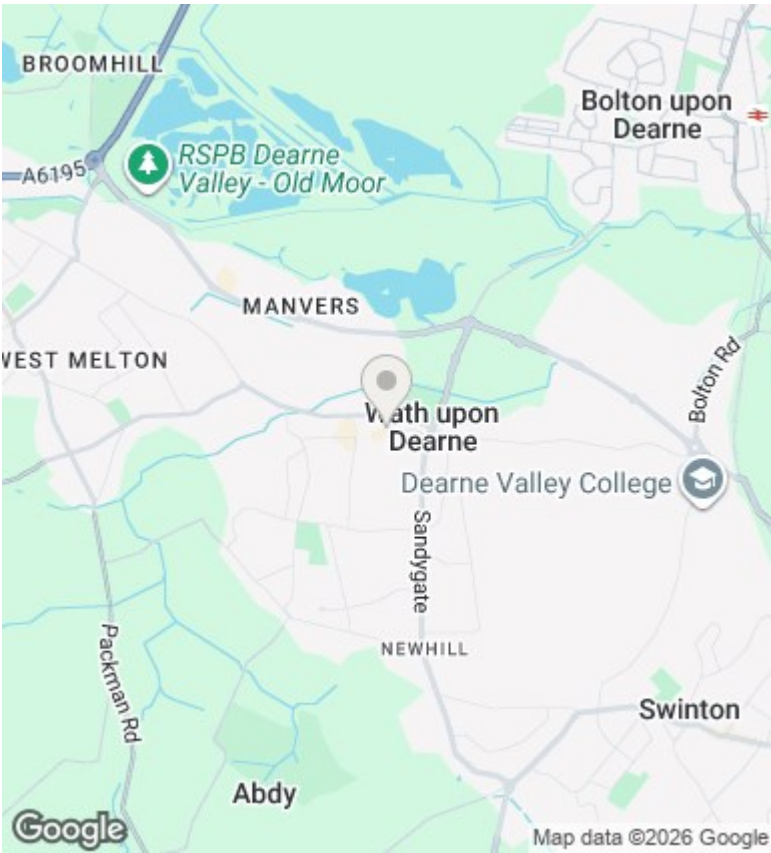 BROOMHILL
Bolton upon
Dearne
RSPB Dearne
Valley - Old Moor
A6195
MANVERS
WEST MELTON
Bolton Rd
Wath upon
Dearne
Dearne Valley College
Sandygate
NEWHILL
Packman Rd
Swinton
Abdy
Google
Map data ©2026 Google